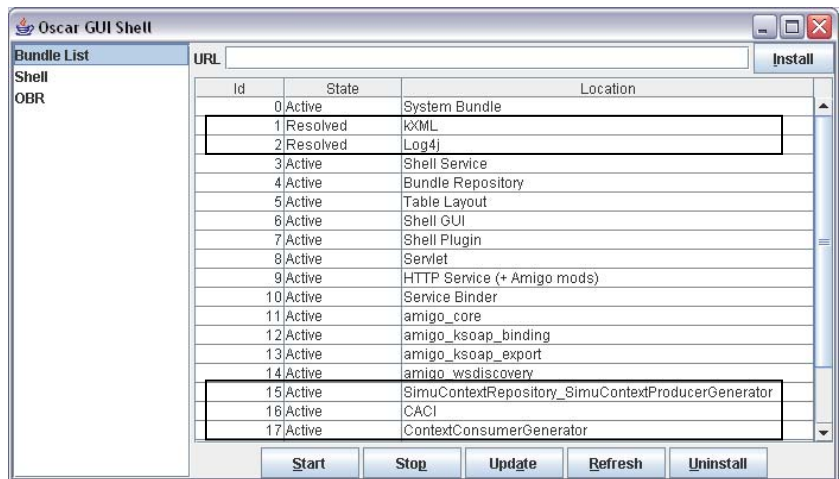 Oscar GUI Shell
Bundle List
Shell
OBR
URL Install
Id State Location
0 Active System Bundle
1 Resolved kXML
2 Resolved Log4j
3 Active Shell Service
4 Active Bundle Repository
5 Active Table Layout
6 Active Shell GUI
7 Active Shell Plugin
8 Active Servlet
9 Active HTTP Service (+ Amigo mods)
10 Active Service Binder
11 Active amigo_core
12 Active amigo_ksoap_binding
13 Active amigo_ksoap_export
14 Active amigo_wsdiscovery
15 Active SimuContextRepository_SimuContextProducerGenerator
16 Active CACI
17 Active ContextConsumerGenerator
Start Stop Update Refresh Uninstall